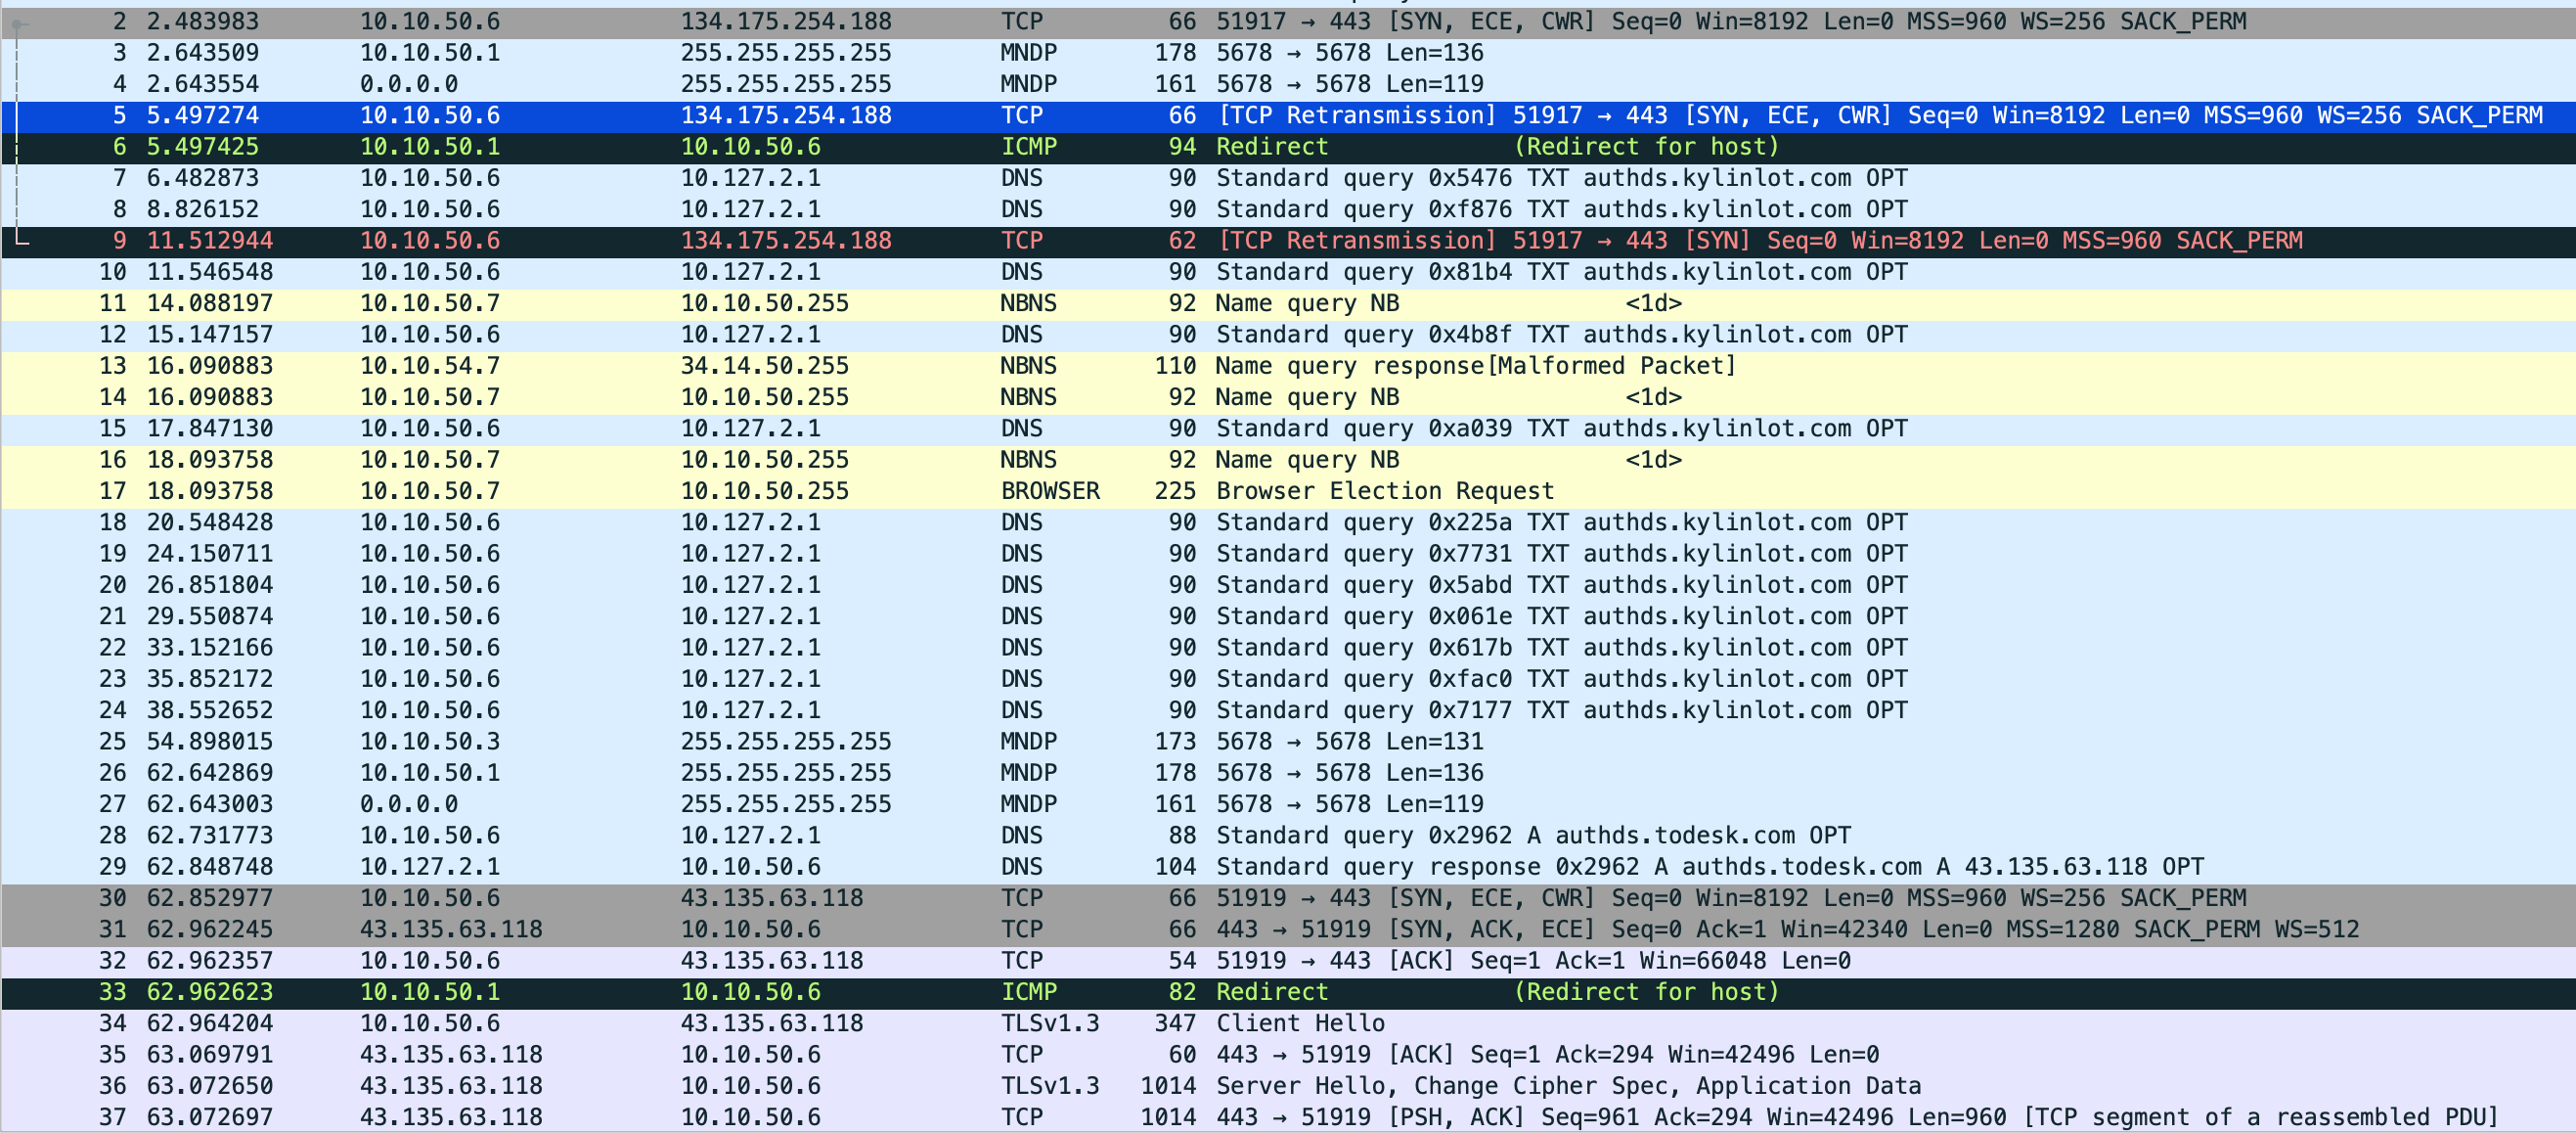 2 2.483983 10.10.50.6 134.175.254.188 TCP 66 51917 → 443 [SYN, ECE, CWR] Seq=0 Win=8192 Len=0 MSS=960 WS=256 SACK_PERM
3 2.643509 10.10.50.1 255.255.255.255 MNDP 178 5678 → 5678 Len=136
4 2.643554 0.0.0.0 255.255.255.255 MNDP 161 5678 → 5678 Len=119
5 5.497274 10.10.50.6 134.175.254.188 TCP 66 [TCP Retransmission] 51917 → 443 [SYN, ECE, CWR] Seq=0 Win=8192 Len=0 MSS=960 WS=256 SACK_PERM
6 5.497425 10.10.50.1 10.10.50.6 ICMP 94 Redirect (Redirect for host)
7 6.482873 10.10.50.6 10.127.2.1 DNS 90 Standard query 0x5476 TXT authds.kylinlot.com OPT
8 8.826152 10.10.50.6 10.127.2.1 DNS 90 Standard query 0xf876 TXT authds.kylinlot.com OPT
9 11.512944 10.10.50.6 134.175.254.188 TCP 62 [TCP Retransmission] 51917 → 443 [SYN] Seq=0 Win=8192 Len=0 MSS=960 SACK_PERM
10 11.546548 10.10.50.6 10.127.2.1 DNS 90 Standard query 0x81b4 TXT authds.kylinlot.com OPT
11 14.088197 10.10.50.7 10.10.50.255 NBNS 92 Name query NB <1d>
12 15.147157 10.10.50.6 10.127.2.1 DNS 90 Standard query 0x4b8f TXT authds.kylinlot.com OPT
13 16.090883 10.10.54.7 34.14.50.255 NBNS 110 Name query response[Malformed Packet]
14 16.090883 10.10.50.7 10.10.50.255 NBNS 92 Name query NB <1d>
15 17.847130 10.10.50.6 10.127.2.1 DNS 90 Standard query 0xa039 TXT authds.kylinlot.com OPT
16 18.093758 10.10.50.7 10.10.50.255 NBNS 92 Name query NB <1d>
17 18.093758 10.10.50.7 10.10.50.255 BROWSER 225 Browser Election Request
18 20.548428 10.10.50.6 10.127.2.1 DNS 90 Standard query 0x225a TXT authds.kylinlot.com OPT
19 24.150711 10.10.50.6 10.127.2.1 DNS 90 Standard query 0x7731 TXT authds.kylinlot.com OPT
20 26.851804 10.10.50.6 10.127.2.1 DNS 90 Standard query 0x5abd TXT authds.kylinlot.com OPT
21 29.550874 10.10.50.6 10.127.2.1 DNS 90 Standard query 0x061e TXT authds.kylinlot.com OPT
22 33.152166 10.10.50.6 10.127.2.1 DNS 90 Standard query 0x617b TXT authds.kylinlot.com OPT
23 35.852172 10.10.50.6 10.127.2.1 DNS 90 Standard query 0xfac0 TXT authds.kylinlot.com OPT
24 38.552652 10.10.50.6 10.127.2.1 DNS 90 Standard query 0x7177 TXT authds.kylinlot.com OPT
25 54.898015 10.10.50.3 255.255.255.255 MNDP 173 5678 → 5678 Len=131
26 62.642869 10.10.50.1 255.255.255.255 MNDP 178 5678 → 5678 Len=136
27 62.643003 0.0.0.0 255.255.255.255 MNDP 161 5678 → 5678 Len=119
28 62.731773 10.10.50.6 10.127.2.1 DNS 88 Standard query 0x2962 A authds.todesk.com OPT
29 62.848748 10.127.2.1 10.10.50.6 DNS 104 Standard query response 0x2962 A authds.todesk.com A 43.135.63.118 OPT
30 62.852977 10.10.50.6 43.135.63.118 TCP 66 51919 → 443 [SYN, ECE, CWR] Seq=0 Win=8192 Len=0 MSS=960 WS=256 SACK_PERM
31 62.962245 43.135.63.118 10.10.50.6 TCP 66 443 → 51919 [SYN, ACK, ECE] Seq=0 Ack=1 Win=42340 Len=0 MSS=1280 SACK_PERM WS=512
32 62.962357 10.10.50.6 43.135.63.118 TCP 54 51919 → 443 [ACK] Seq=1 Ack=1 Win=66048 Len=0
33 62.962623 10.10.50.1 10.10.50.6 ICMP 82 Redirect (Redirect for host)
34 62.964204 10.10.50.6 43.135.63.118 TLSv1.3 347 Client Hello
35 63.069791 43.135.63.118 10.10.50.6 TCP 60 443 → 51919 [ACK] Seq=1 Ack=294 Win=42496 Len=0
36 63.072650 43.135.63.118 10.10.50.6 TLSv1.3 1014 Server Hello, Change Cipher Spec, Application Data
37 63.072697 43.135.63.118 10.10.50.6 TCP 1014 443 → 51919 [PSH, ACK] Seq=961 Ack=294 Win=42496 Len=960 [TCP segment of a reassembled PDU]